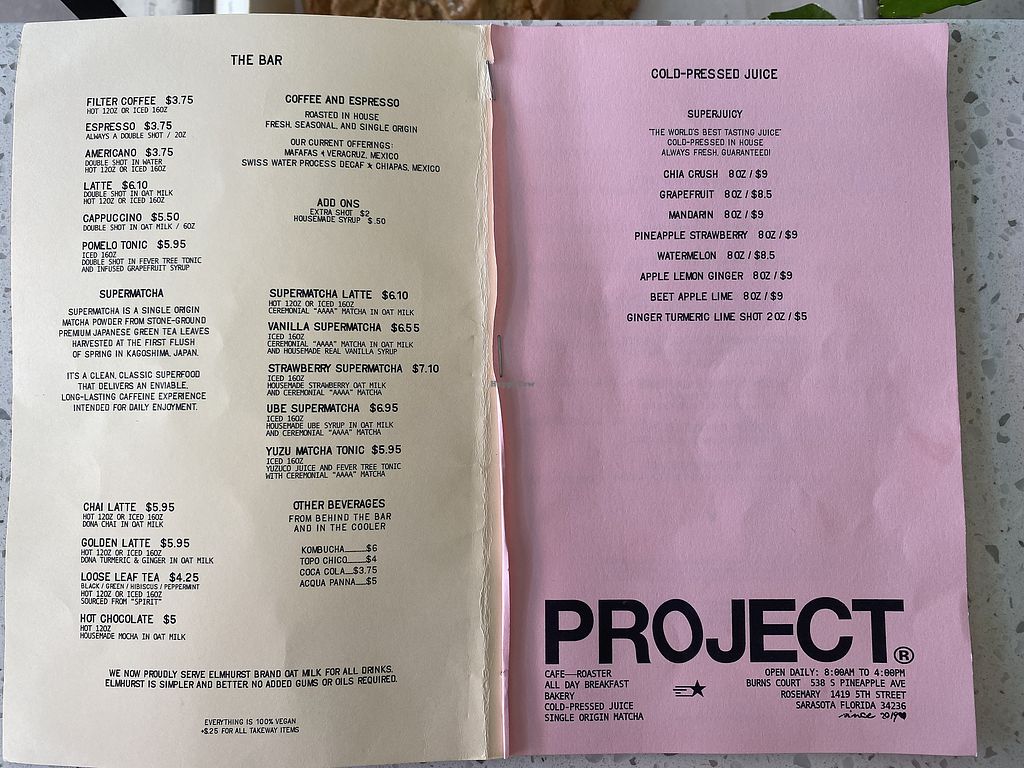 THE BAR
FILTER COFFEE $3.75
HOT 12OZ OR ICED 16OZ
ESPRESSO $3.75
ALWAYS A DOUBLE SHOT / 2OZ
AMERICANO $3.75
DOUBLE SHOT IN WATER
HOT 12OZ OR ICED 16OZ
LATTE $6.10
DOUBLE SHOT IN OAT MILK
HOT 12OZ OR ICED 16OZ
CAPPUCCINO $5.50
DOUBLE SHOT IN OAT MILK / 6OZ
POMELO TONIC $5.95
ICED 16OZ
DOUBLE SHOT IN FEVER TREE TONIC
AND INFUSED GRAPEFRUIT SYRUP
COFFEE AND ESPRESSO
ROASTED IN HOUSE
FRESH, SEASONAL, AND SINGLE ORIGIN
OUR CURRENT OFFERINGS:
MAFAFAS ★ VERACRUZ, MEXICO
SWISS WATER PROCESS DECAF ★ CHIAPAS, MEXICO
ADD ONS
EXTRA SHOT $2
HOUSEMADE SYRUP $.50
SUPERMATCHA
SUPERMATCHA IS A SINGLE ORIGIN
MATCHA POWDER FROM STONE-GROUND
PREMIUM JAPANESE GREEN TEA LEAVES
HARVESTED AT THE FIRST FLUSH
OF SPRING IN KAGOSHIMA, JAPAN.
IT'S A CLEAN, CLASSIC SUPERFOOD
THAT DELIVERS AN ENVIABLE,
LONG-LASTING CAFFEINE EXPERIENCE
INTENDED FOR DAILY ENJOYMENT.
SUPERMATCHA LATTE $6.10
HOT 12OZ OR ICED 16OZ
CEREMONIAL "AAAA" MATCHA IN OAT MILK
VANILLA SUPERMATCHA $6.55
ICED 16OZ
CEREMONIAL "AAAA" MATCHA IN OAT MILK
AND HOUSEMADE REAL VANILLA SYRUP
STRAWBERRY SUPERMATCHA $7.10
ICED 16OZ
HOUSEMADE STRAWBERRY OAT MILK
AND CEREMONIAL "AAAA" MATCHA
UBE SUPERMATCHA $6.95
ICED 16OZ
HOUSEMADE UBE SYRUP IN OAT MILK
AND CEREMONIAL "AAAA" MATCHA
YUZU MATCHA TONIC $5.95
ICED 16OZ
YUZUCO JUICE AND FEVER TREE TONIC
WITH CEREMONIAL "AAAA" MATCHA
CHAI LATTE $5.95
HOT 12OZ OR ICED 16OZ
DONA CHAI IN OAT MILK
GOLDEN LATTE $5.95
HOT 12OZ OR ICED 16OZ
DONA TURMERIC & GINGER IN OAT MILK
LOOSE LEAF TEA $4.25
BLACK / GREEN / HIBISCUS / PEPPERMINT
HOT 12OZ OR ICED 16OZ
SOURCED FROM "SPIRIT"
HOT CHOCOLATE $5
HOT 12OZ
HOUSEMADE MOCHA IN OAT MILK
OTHER BEVERAGES
FROM BEHIND THE BAR
AND IN THE COOLER
KOMBUCHA____$6
TOPO CHICO____$4
COCA COLA__$3.75
ACQUA PANNA___$5
WE NOW PROUDLY SERVE ELMHURST BRAND OAT MILK FOR ALL DRINKS.
ELMHURST IS SIMPLER AND BETTER NO ADDED GUMS OR OILS REQUIRED.
EVERYTHING IS 100% VEGAN
+$.25 FOR ALL TAKEWAY ITEMS
COLD-PRESSED JUICE
SUPERJUICY
"THE WORLD'S BEST TASTING JUICE"
COLD-PRESSED IN HOUSE
ALWAYS FRESH, GUARANTEED!
CHIA CRUSH 8 OZ / $9
GRAPEFRUIT 8 OZ / $8.5
MANDARIN 8 OZ / $9
PINEAPPLE STRAWBERRY 8 OZ / $9
WATERMELON 8 OZ / $8.5
APPLE LEMON GINGER 8 OZ / $9
BEET APPLE LIME 8 OZ / $9
GINGER TURMERIC LIME SHOT 2 OZ / $5
PROJECT.®
CAFE—ROASTER
ALL DAY BREAKFAST
BAKERY
COLD-PRESSED JUICE
SINGLE ORIGIN MATCHA
OPEN DAILY: 8:00AM TO 4:00PM
BURNS COURT 538 S PINEAPPLE AVE
ROSEMARY 1419 5TH STREET
SARASOTA FLORIDA 34236
since 2019♥